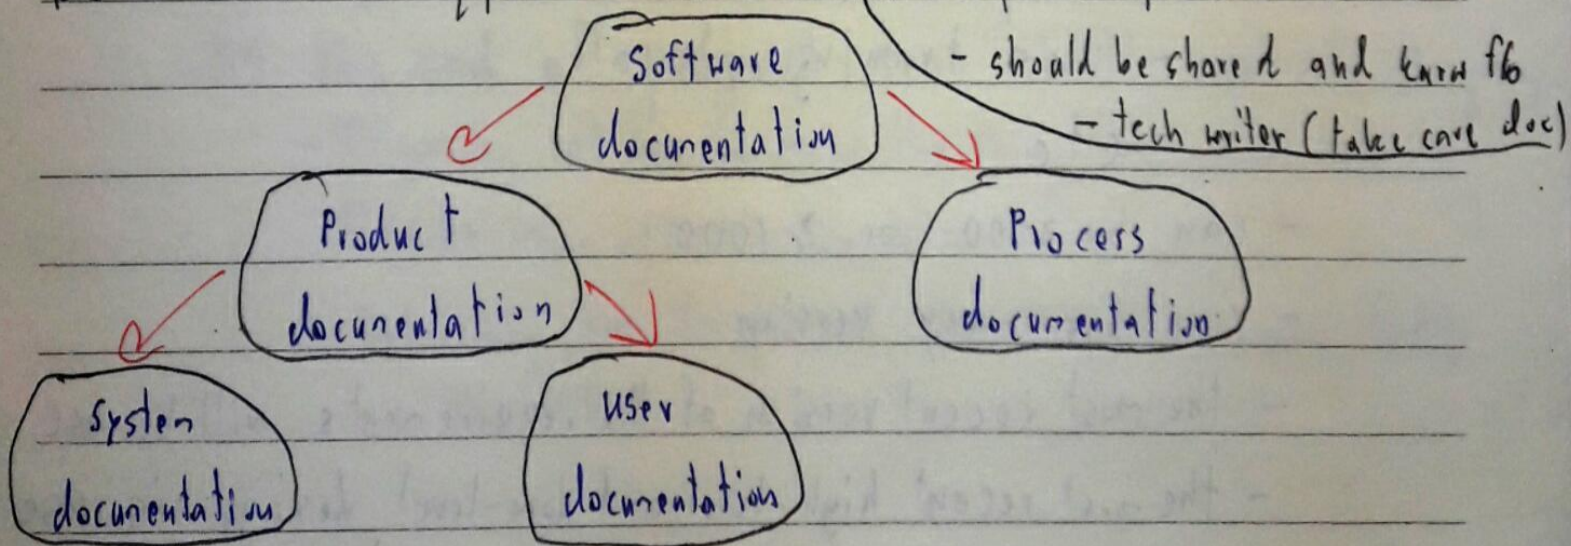 Software
documentation
- should be shared and know
- tech writer (take care doc)
Product
documentation
Process
documentation
System
documentation
User
documentation